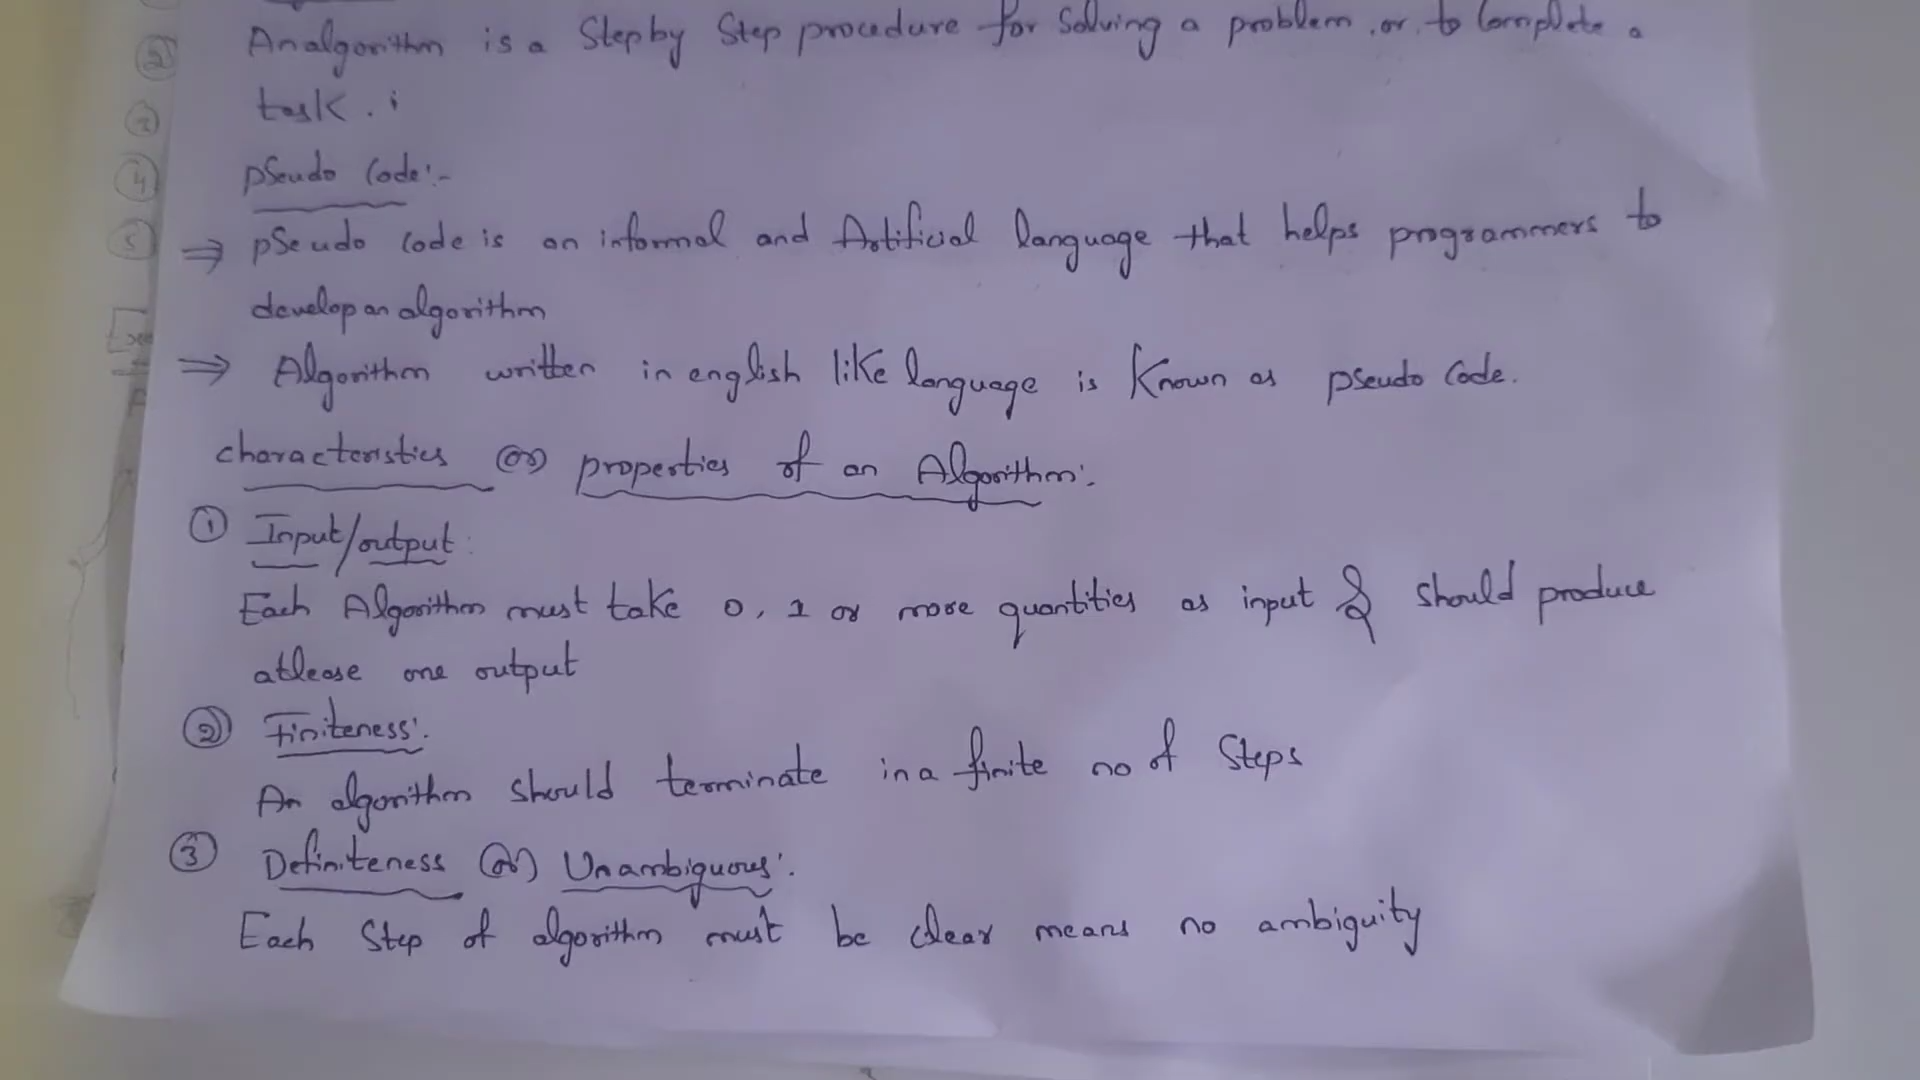 An algorithm is a Step by Step procedure for Solving a problem .or. to Complete a
task. i
pseudo Code:-
⇒ pseudo Code is an informal and Artificial language that helps programmers to
develop an algorithm
⇒ Algorithm written in english like language is Known as pseudo Code.
characteristics (or) properties of an Algorithm:
① Input/output:
Each Algorithm must take 0, 1 or more quantities as input & should produce
atlease one output
② Finiteness:
An algorithm should terminate in a finite no of Steps
③ Definiteness (or) Unambiguous:
Each Step of algorithm must be clear means no ambiguity